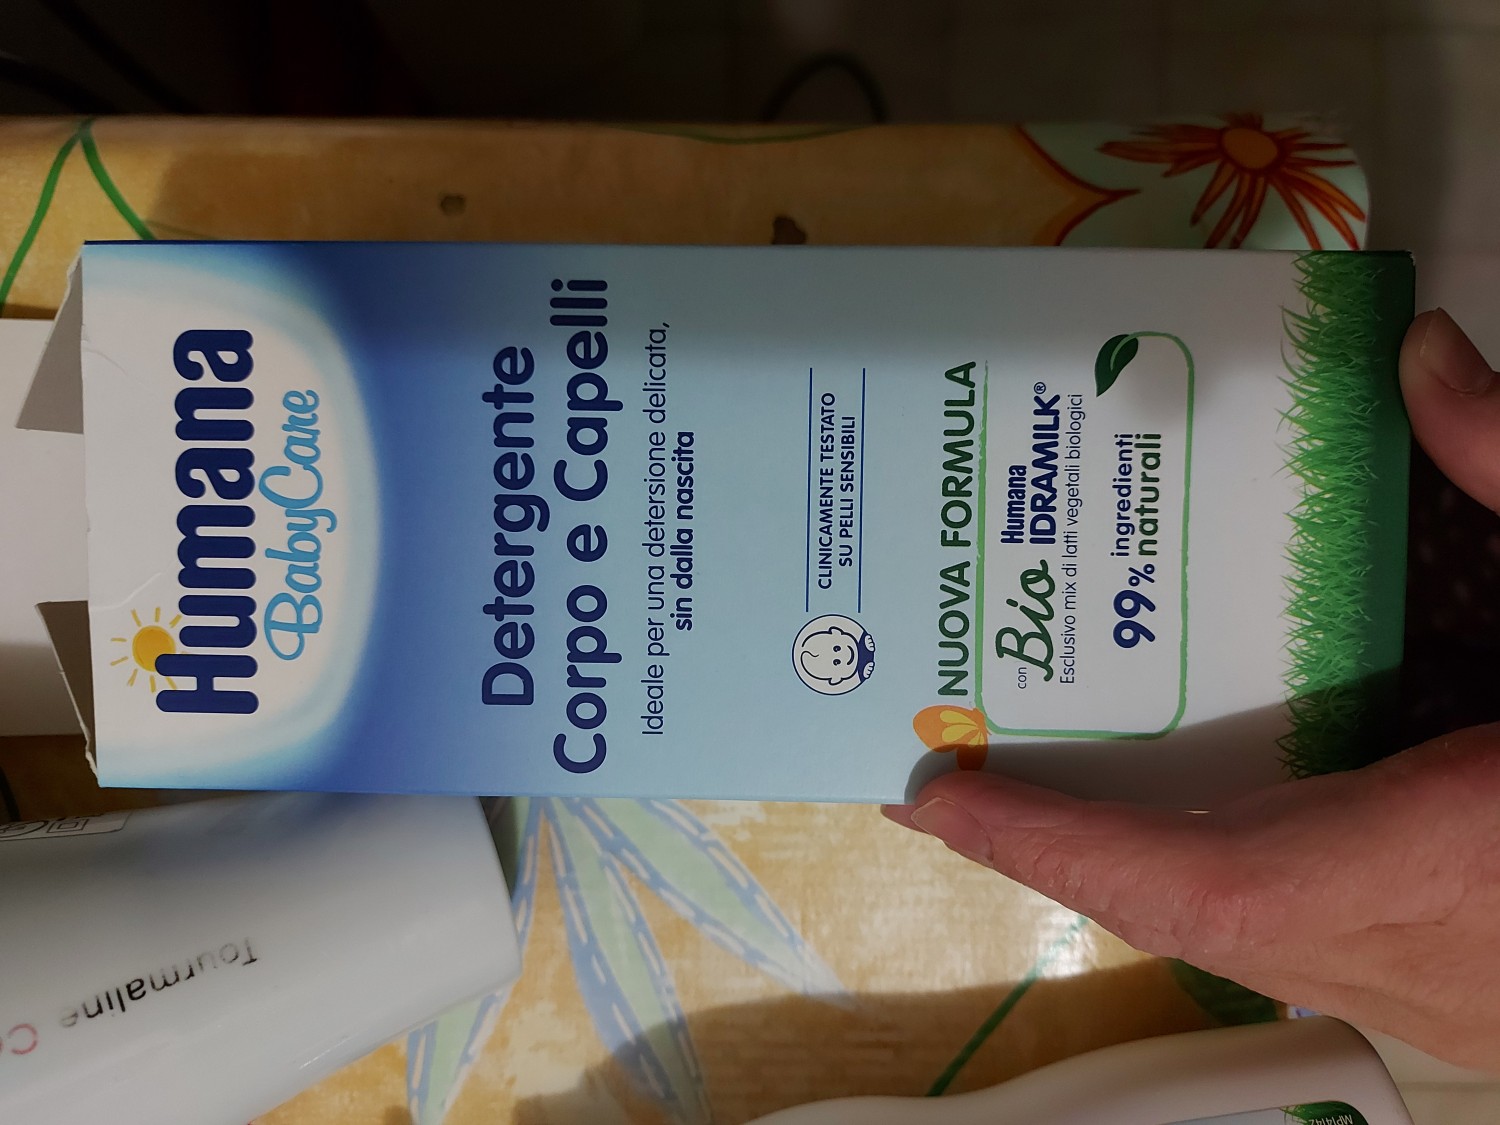 Humana
BabyCare
Detergente
Corpo e Capelli
Ideale per una detersione delicata,
sin dalla nascita
CLINICAMENTE TESTATO
SU PELLI SENSIBILI
NUOVA FORMULA
con Bio Humana
IDRAMILK®
Esclusivo mix di latti vegetali biologici
99% ingredienti
naturali
Tourmaline